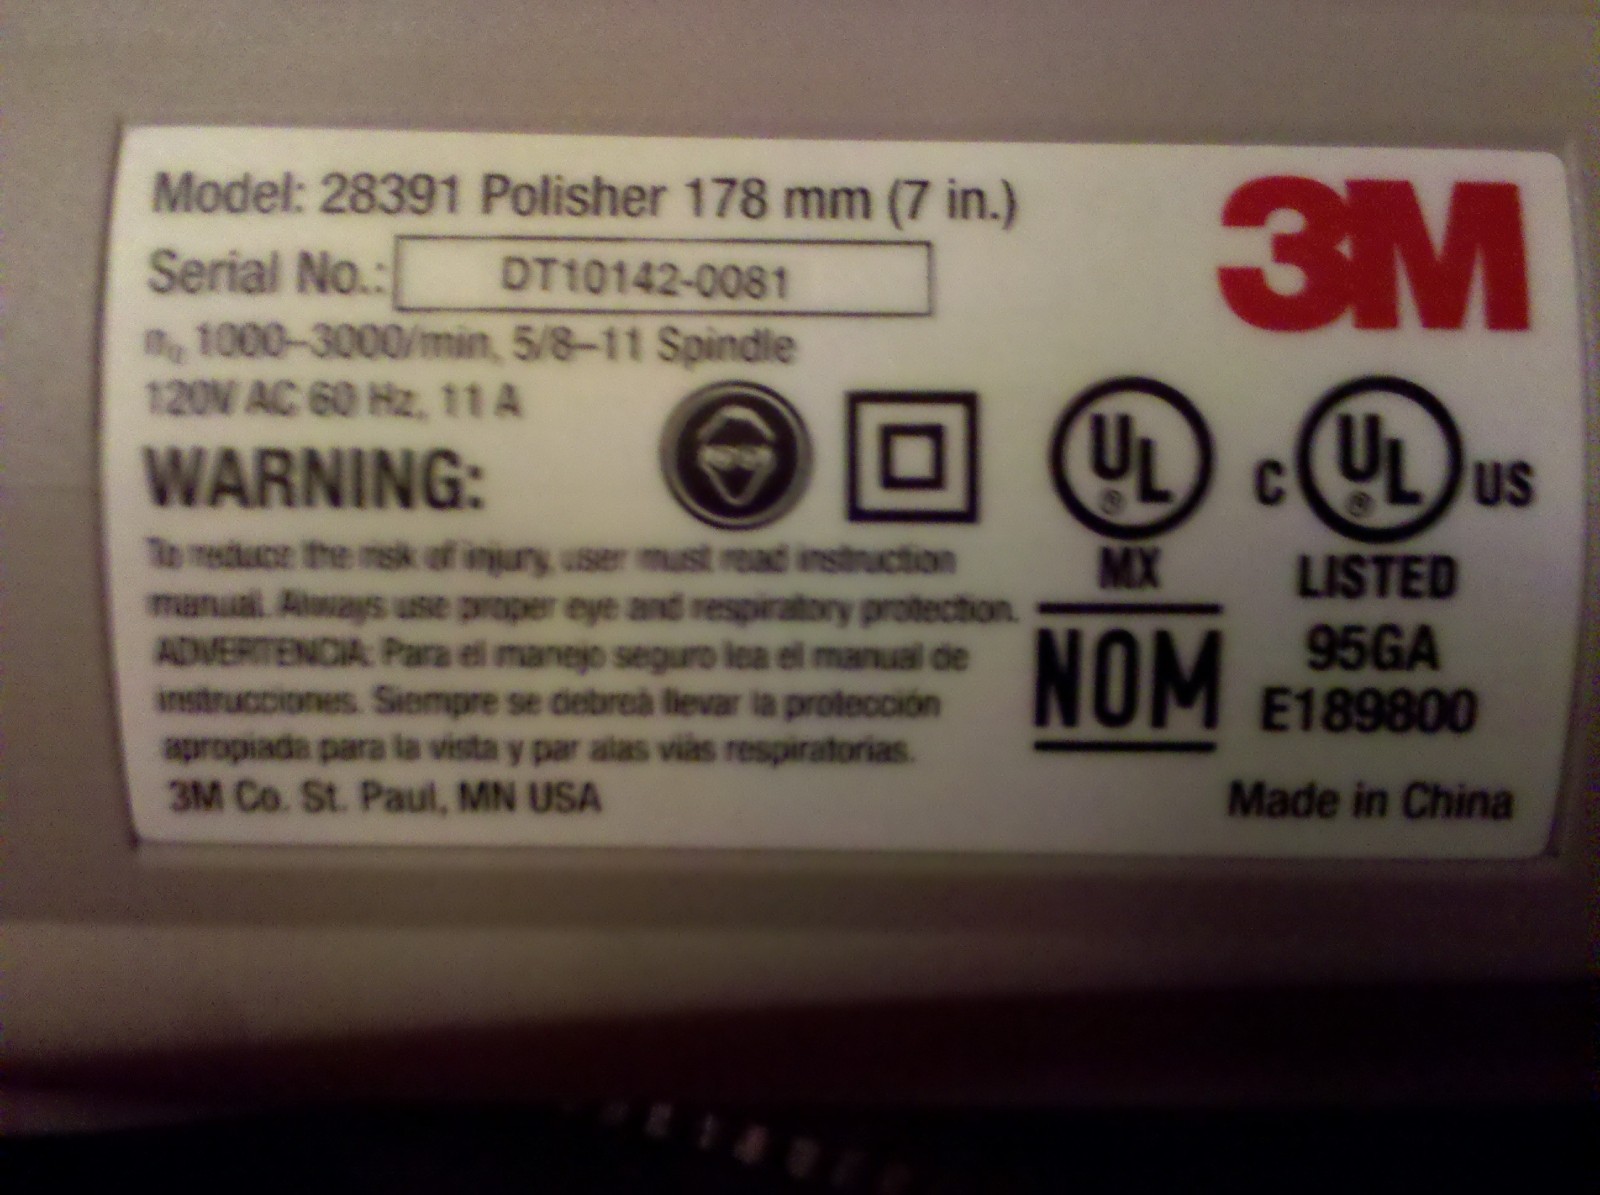 Model: 28391 Polisher 178 mm (7 in.)
3M
Serial No.: DT10142-0081
n₀ 1000–3000/min, 5/8–11 Spindle
120V AC 60 Hz, 11 A
WARNING:
To reduce the risk of injury, user must read instruction
manual. Always use proper eye and respiratory protection.
ADVERTENCIA: Para el manejo seguro lea el manual de
instrucciones. Siempre se debreà llevar la protección
apropiada para la vista y par alas viàs respiratorias.
3M Co. St. Paul, MN USA
UL ®
MX
NOM
C UL ® US
LISTED
95GA
E189800
Made in China